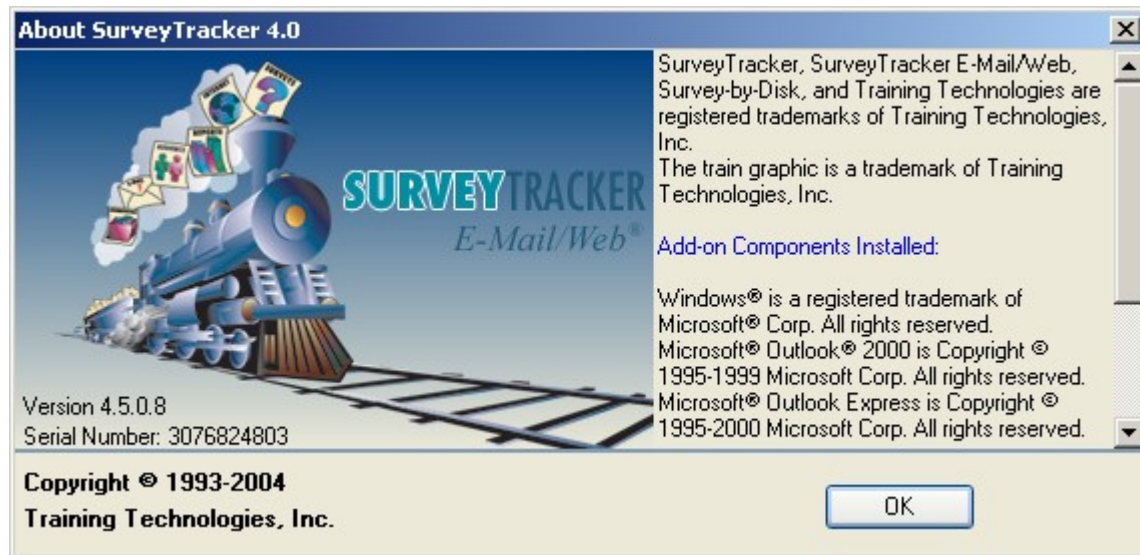 About SurveyTracker 4.0
SURVEYS
INTERNET
REPORTS
SURVEYTRACKER
E-Mail/Web®
Version 4.5.0.8
Serial Number: 3076824803
SurveyTracker, SurveyTracker E-Mail/Web,
Survey-by-Disk, and Training Technologies are
registered trademarks of Training Technologies,
Inc.
The train graphic is a trademark of Training
Technologies, Inc.
Add-on Components Installed:
Windows® is a registered trademark of
Microsoft® Corp. All rights reserved.
Microsoft® Outlook® 2000 is Copyright ©
1995-1999 Microsoft Corp. All rights reserved.
Microsoft® Outlook Express is Copyright ©
1995-2000 Microsoft Corp. All rights reserved.
Copyright © 1993-2004
Training Technologies, Inc.
OK